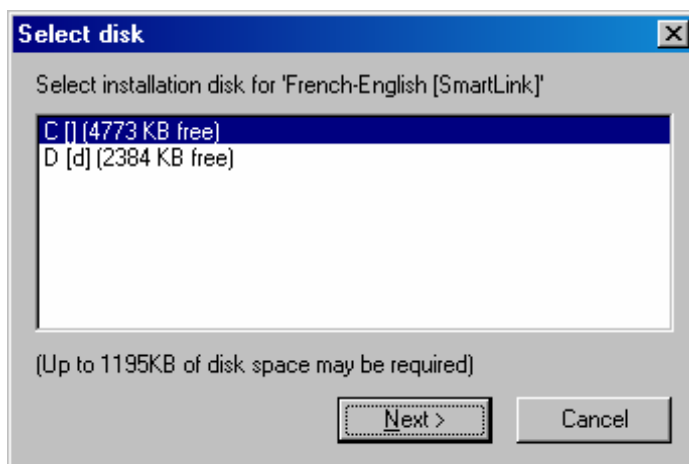 Select disk
Select installation disk for 'French-English [SmartLink]'
C [] (4773 KB free)
D [d] (2384 KB free)
(Up to 1195KB of disk space may be required)
Next >
Cancel